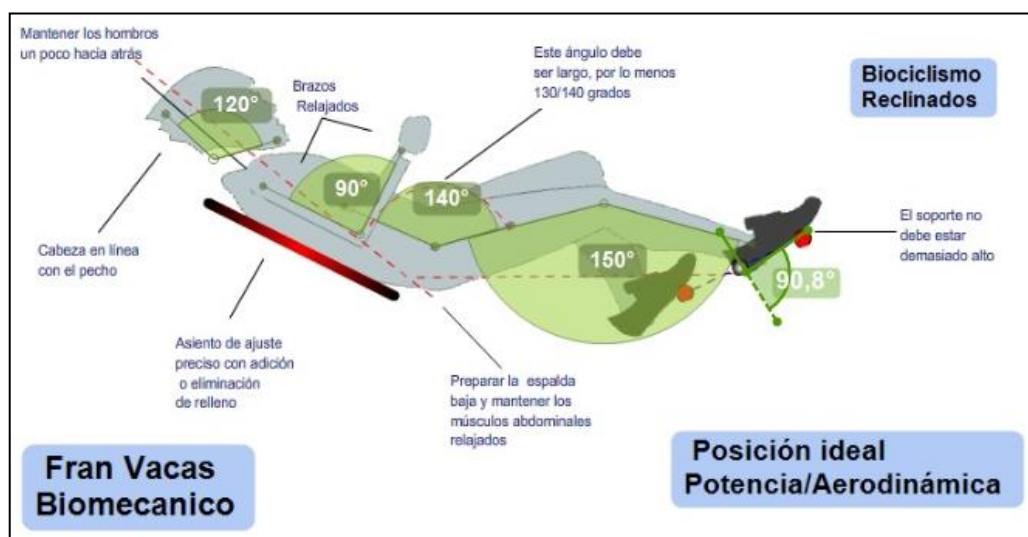 Mantener los hombros
un poco hacia atrás
Este ángulo debe
ser largo, por lo menos
130/140 grados
Biociclismo
Reclinados
Brazos
Relajados
120°
90°
140°
150°
90,8°
El soporte no
debe estar
demasiado alto
Cabeza en línea
con el pecho
Asiento de ajuste
preciso con adición
o eliminación
de relleno
Preparar la espalda
baja y mantener los
músculos abdominales
relajados
Fran Vacas
Biomecanico
Posición ideal
Potencia/Aerodinámica